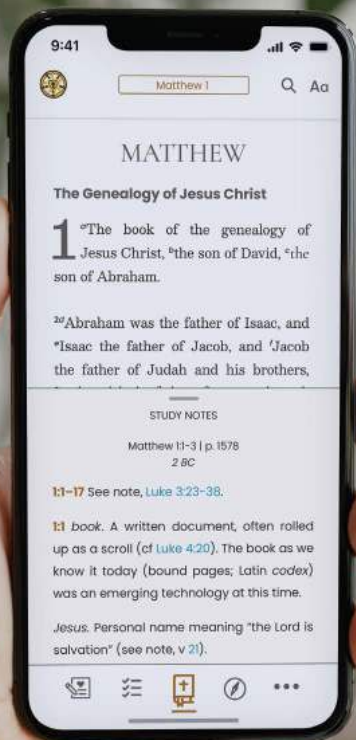 9:41
Matthew 1
Aa
MATTHEW
The Genealogy of Jesus Christ
1 ᵃThe book of the genealogy of
Jesus Christ, ᵇthe son of David, ᶜthe
son of Abraham.
²ᵈAbraham was the father of Isaac, and
ᵉIsaac the father of Jacob, and ᶠJacob
the father of Judah and his brothers,
STUDY NOTES
Matthew 1:1-3 | p. 1578
2 BC
1:1–17 See note, Luke 3:23–38.
1:1 book. A written document, often rolled
up as a scroll (cf Luke 4:20). The book as we
know it today (bound pages; Latin codex)
was an emerging technology at this time.
Jesus. Personal name meaning “the Lord is
salvation” (see note, v 21).